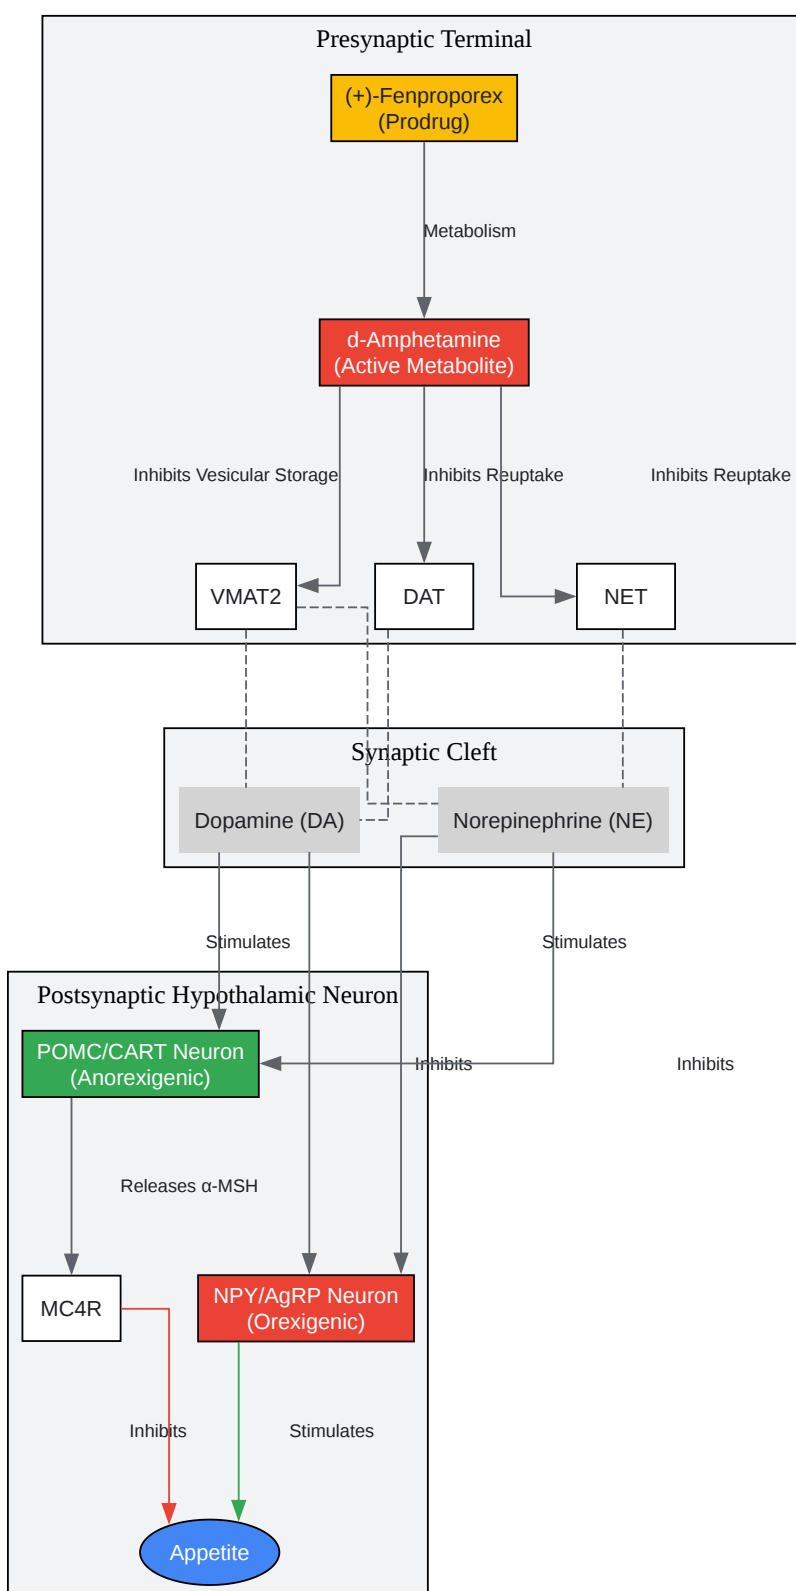 Presynaptic Terminal
(+)-Fenproporex
(Prodrug)
Metabolism
d-Amphetamine
(Active Metabolite)
Inhibits Vesicular Storage
Inhibits Reuptake
Inhibits Reuptake
VMAT2
DAT
NET
Synaptic Cleft
Dopamine (DA)
Norepinephrine (NE)
Stimulates
Stimulates
Postsynaptic Hypothalamic Neuron
POMC/CART Neuron
(Anorexigenic)
Inhibits
Inhibits
Releases α-MSH
MC4R
NPY/AgRP Neuron
(Orexigenic)
Inhibits
Stimulates
Appetite